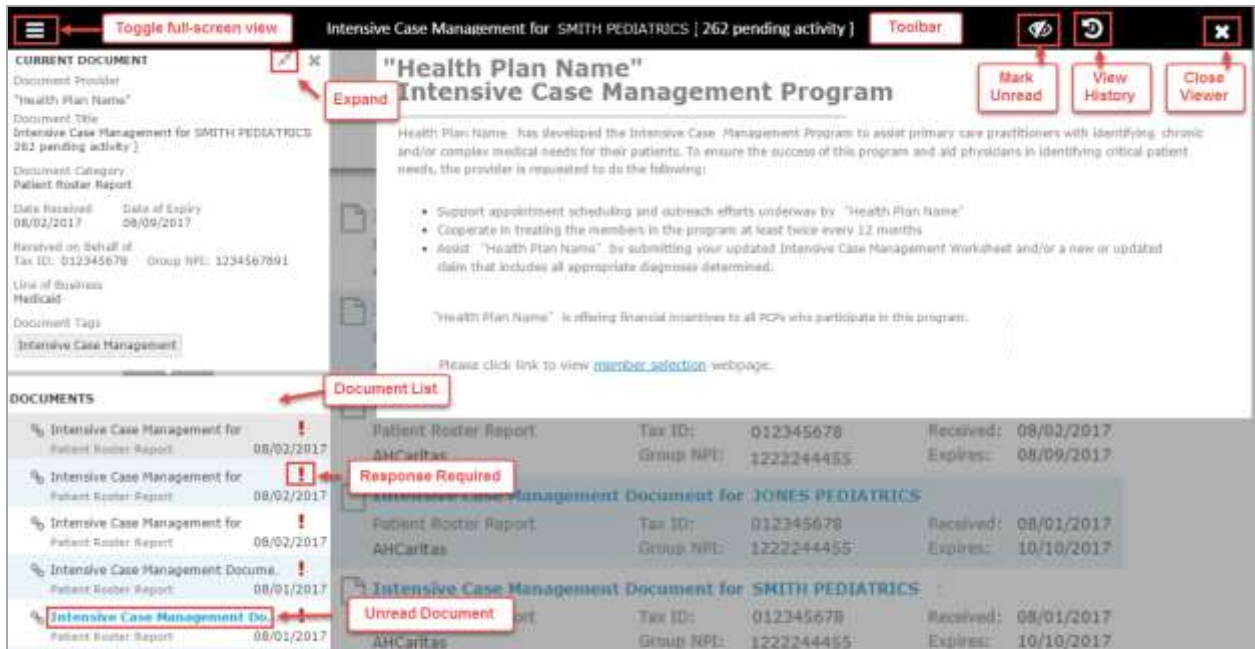 Toggle full-screen view
Intensive Case Management for SMITH PEDIATRICS [ 262 pending activity ]
Toolbar
Mark Unread
View History
Close Viewer
CURRENT DOCUMENT
Expand
Document Provider
"Health Plan Name"
Document Title
Intensive Case Management for SMITH PEDIATRICS
262 pending activity ]
Document Category
Patient Roster Report
Date Received Date of Expiry
08/02/2017 08/09/2017
Received on Behalf of
Tax ID: 012345678 Group NPI: 1234567891
Line of Business
Medicaid
Document Tags
Intensive Case Management
"Health Plan Name"
Intensive Case Management Program
Health Plan Name has developed the Intensive Case Management Program to assist primary care practitioners with identifying chronic
and/or complex medical needs for their patients. To ensure the success of this program and aid physicians in identifying critical patient
needs, the provider is requested to do the following:
• Support appointment scheduling and outreach efforts underway by "Health Plan Name"
• Cooperate in treating the members in the program at least twice every 12 months
• Assist "Health Plan Name" by submitting your updated Intensive Case Management Worksheet and/or a new or updated
claim that includes all appropriate diagnoses determined.
"Health Plan Name" is offering financial incentives to all PCPs who participate in this program.
Please click link to view member selection webpage.
Document List
DOCUMENTS
Intensive Case Management for !
Patient Roster Report 08/02/2017
Intensive Case Management for !
Patient Roster Report 08/02/2017
Response Required
Intensive Case Management for !
Patient Roster Report 08/02/2017
Intensive Case Management Docume. !
Patient Roster Report 08/01/2017
Intensive Case Management Do. !
Patient Roster Report 08/01/2017
Unread Document
Patient Roster Report Tax ID: 012345678 Received: 08/02/2017
AHCaritas Group NPI: 1222244455 Expires: 08/09/2017
Intensive Case Management Document for JONES PEDIATRICS
Patient Roster Report Tax ID: 012345678 Received: 08/01/2017
AHCaritas Group NPI: 1222244455 Expires: 10/10/2017
Intensive Case Management Document for SMITH PEDIATRICS
Tax ID: 012345678 Received: 08/01/2017
AHCaritas Group NPI: 1222244455 Expires: 10/10/2017